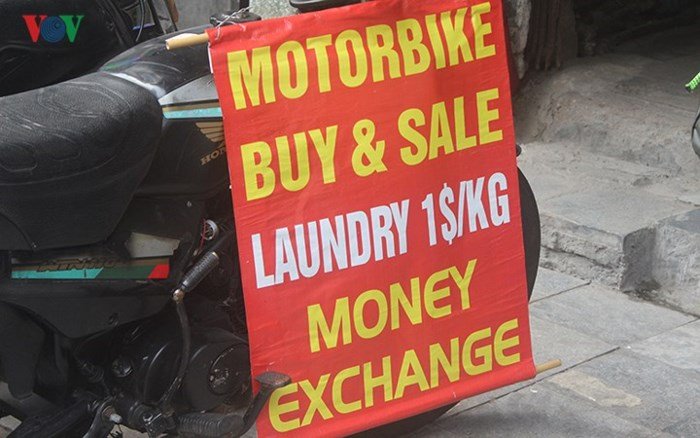 VOV
MOTORBIKE
BUY & SALE
LAUNDRY 1$/KG
MONEY
EXCHANGE
HONDA